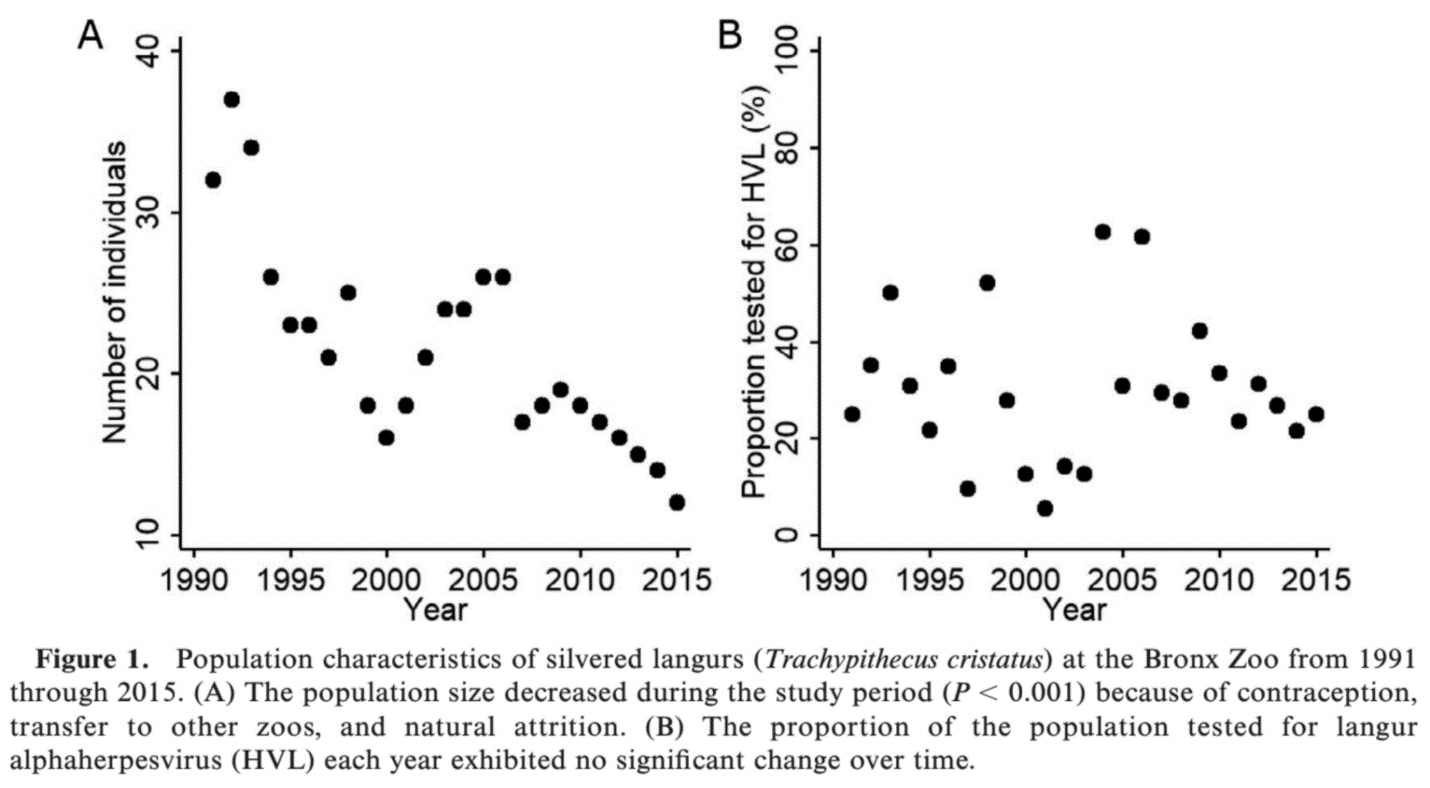 A
B
Number of individuals
40
30
20
10
1990 1995 2000 2005 2010 2015
Year
Proportion tested for HVL (%)
100
80
60
40
20
0
1990 1995 2000 2005 2010 2015
Year
Figure 1. Population characteristics of silvered langurs (Trachypithecus cristatus) at the Bronx Zoo from 1991
through 2015. (A) The population size decreased during the study period (P < 0.001) because of contraception,
transfer to other zoos, and natural attrition. (B) The proportion of the population tested for langur
alphaherpesvirus (HVL) each year exhibited no significant change over time.